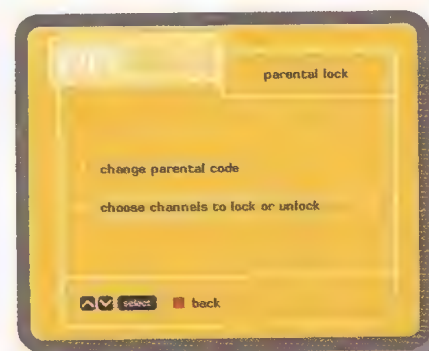 parental lock
change parental code
choose channels to lock or unlock
select back